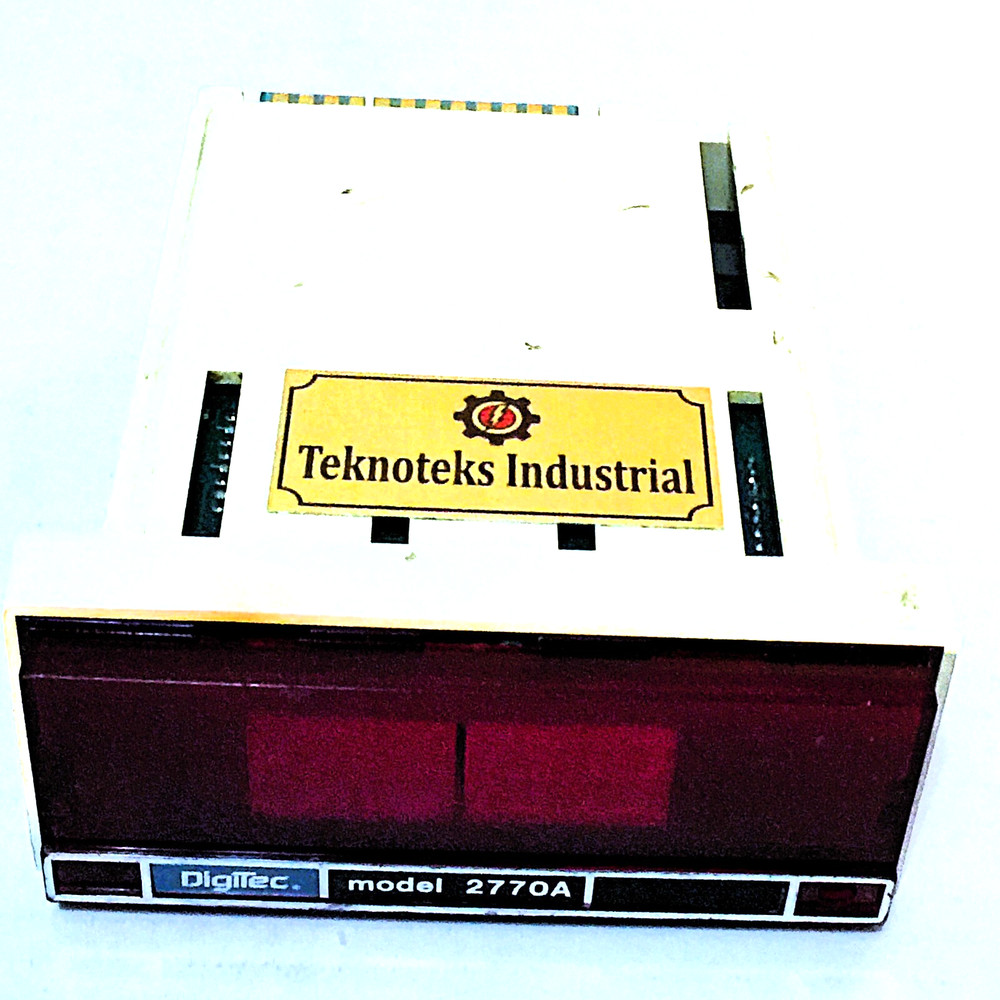 Teknoteks Industrial
DigiTec
model 2770A